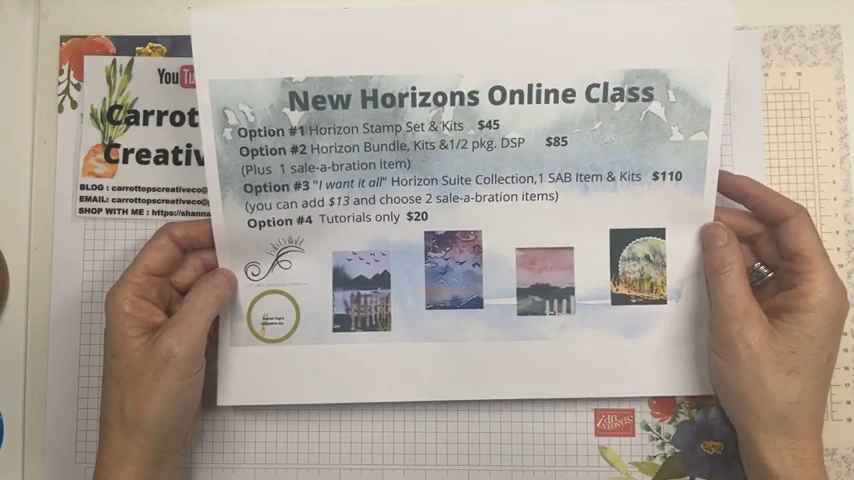 You Tu
Carrot
Creativ
BLOG : carrottopscreativeco@
EMAIL: carrottopscreativeco@
SHOP WITH ME : https://shanna
New Horizons Online Class
Option #1 Horizon Stamp Set & Kits $45
Option #2 Horizon Bundle, Kits &1/2 pkg. DSP $85
(Plus 1 sale-a-bration item)
Option #3 "I want it all" Horizon Suite Collection,1 SAB Item & Kits $110
(you can add $13 and choose 2 sale-a-bration items)
Option #4 Tutorials only $20
STAMPIN' UP!